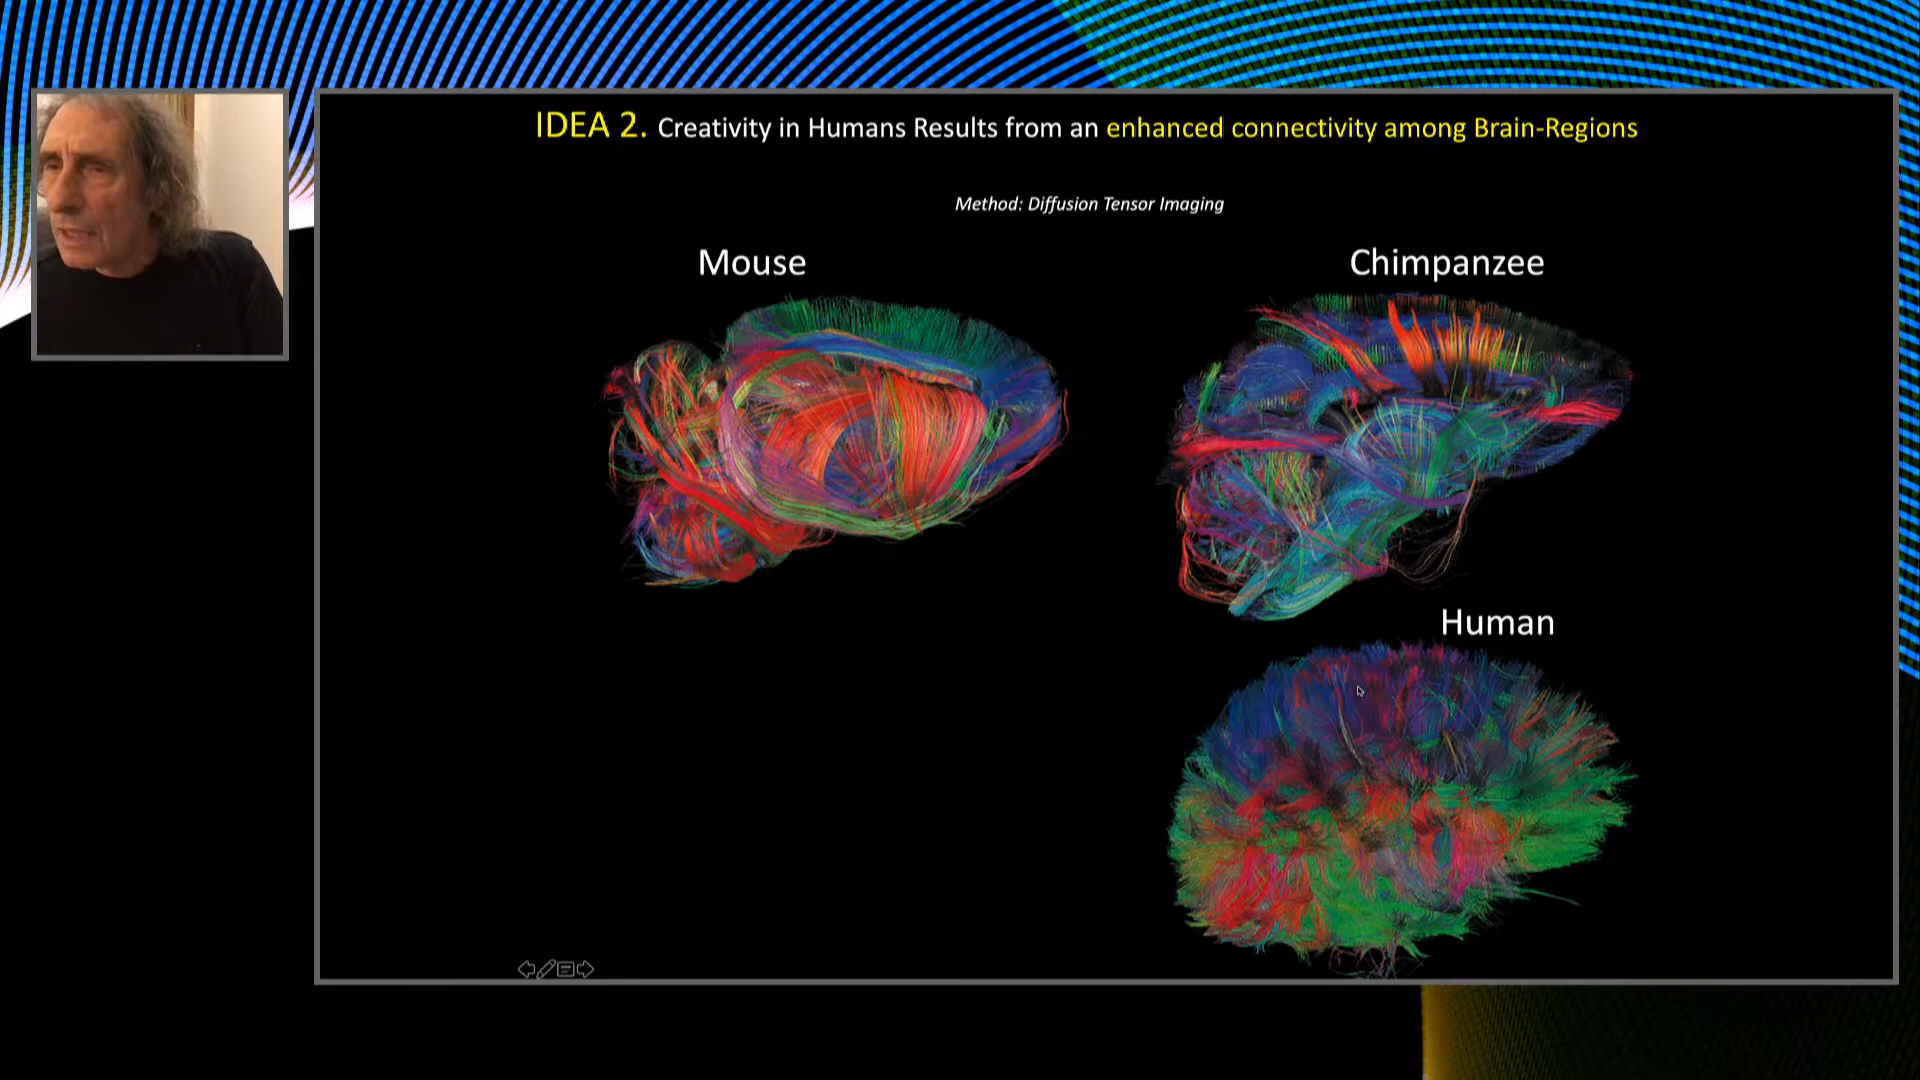 IDEA 2. Creativity in Humans Results from an enhanced connectivity among Brain-Regions
Method: Diffusion Tensor Imaging
Mouse
Chimpanzee
Human